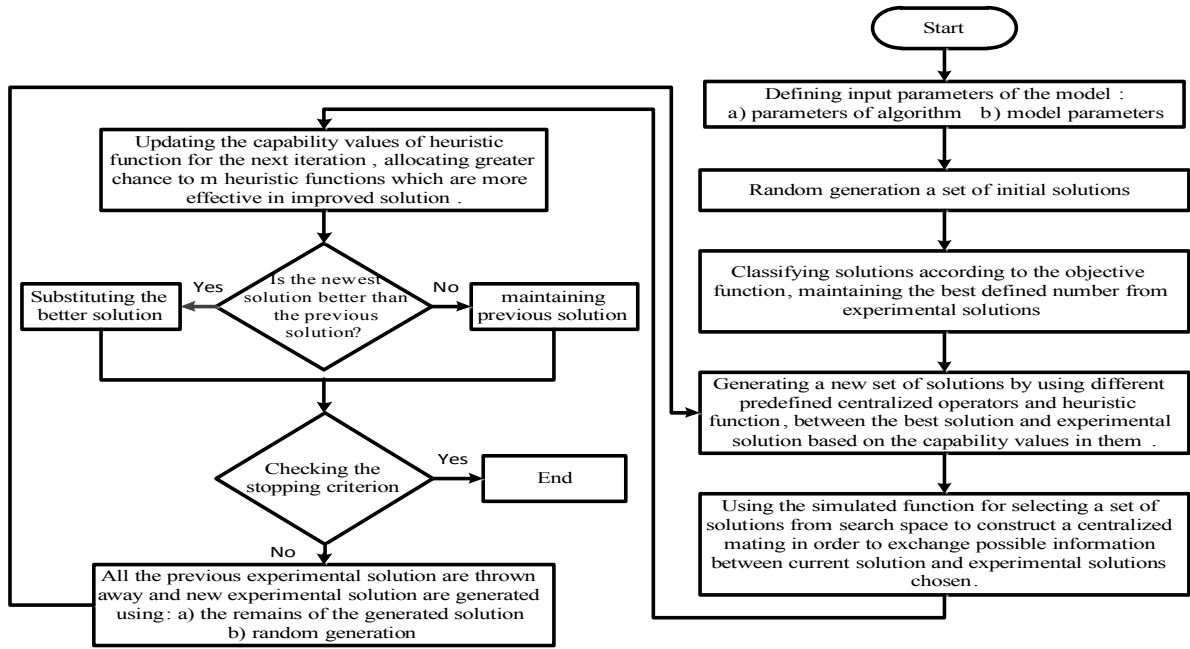 Start
Defining input parameters of the model :
a) parameters of algorithm b) model parameters
Random generation a set of initial solutions
Classifying solutions according to the objective
function, maintaining the best defined number from
experimental solutions
Generating a new set of solutions by using different
predefined centralized operators and heuristic
function, between the best solution and experimental
solution based on the capability values in them .
Using the simulated function for selecting a set of
solutions from search space to construct a centralized
mating in order to exchange possible information
between current solution and experimental solutions
chosen.
Updating the capability values of heuristic
function for the next iteration , allocating greater
chance to m heuristic functions which are more
effective in improved solution .
Is the newest
solution better than
the previous
solution?
Yes
No
Substituting the
better solution
maintaining
previous solution
Checking the
stopping criterion
Yes
End
No
All the previous experimental solution are thrown
away and new experimental solution are generated
using: a) the remains of the generated solution
b) random generation